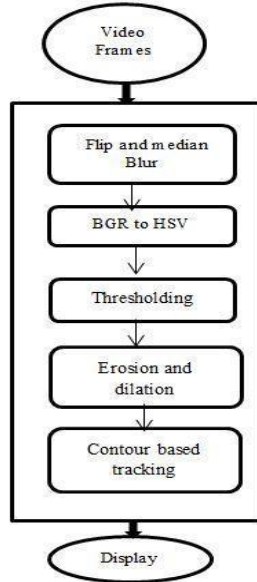 Video
Frames
Flip and median
Blur
BGR to HSV
Thresholding
Erosion and
dilation
Contour based
tracking
Display